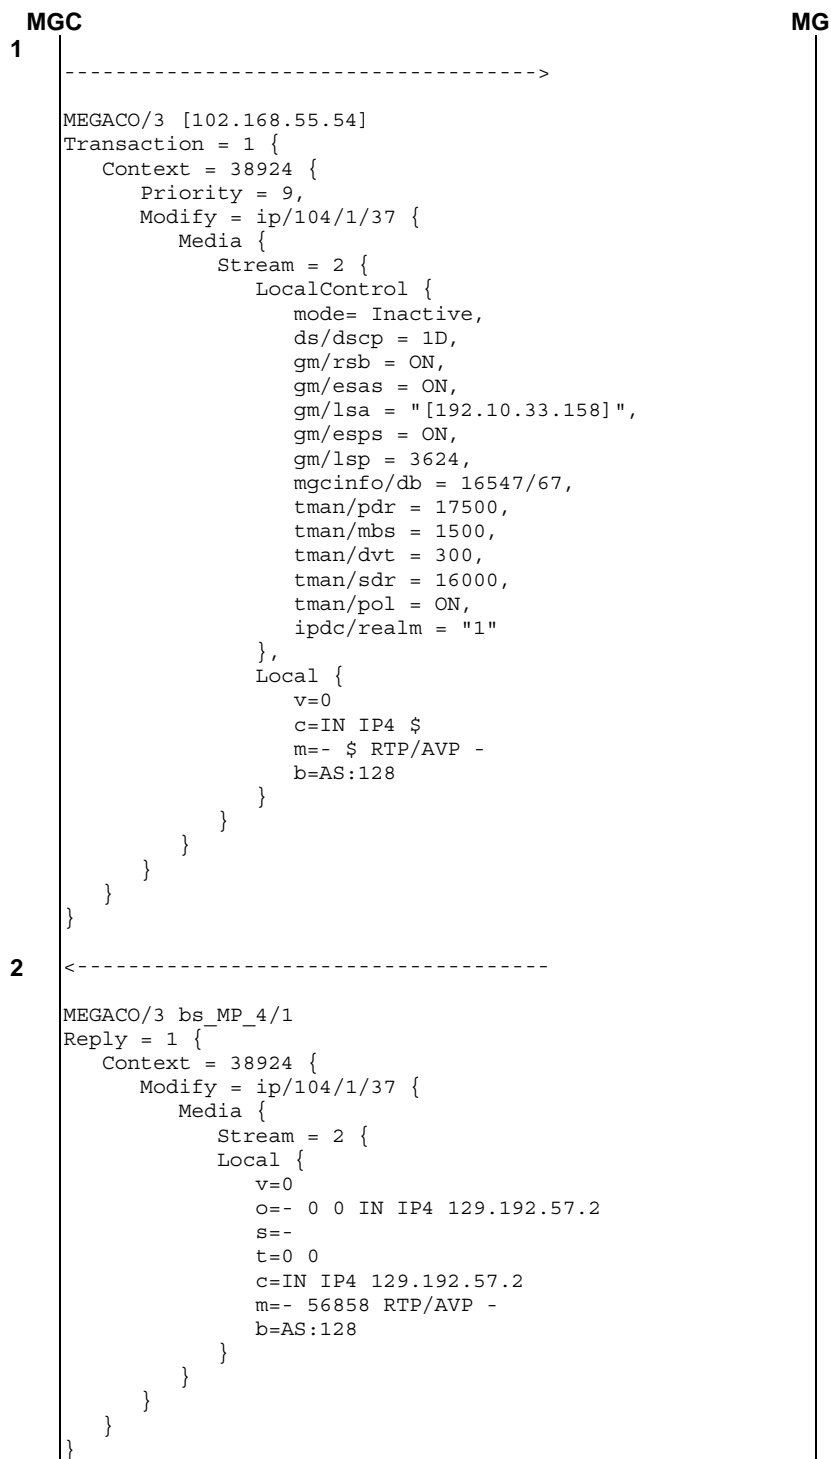 MGC MG
1
------------------------------------->
MEGACO/3 [102.168.55.54]
Transaction = 1 {
   Context = 38924 {
      Priority = 9,
      Modify = ip/104/1/37 {
         Media {
            Stream = 2 {
               LocalControl {
                  mode= Inactive,
                  ds/dscp = 1D,
                  gm/rsb = ON,
                  gm/esas = ON,
                  gm/lsa = "[192.10.33.158]",
                  gm/esps = ON,
                  gm/lsp = 3624,
                  mgcinfo/db = 16547/67,
                  tman/pdr = 17500,
                  tman/mbs = 1500,
                  tman/dvt = 300,
                  tman/sdr = 16000,
                  tman/pol = ON,
                  ipdc/realm = "1"
               },
               Local {
                  v=0
                  c=IN IP4 $
                  m=- $ RTP/AVP -
                  b=AS:128
               }
            }
         }
      }
   }
}
2 <-------------------------------------
MEGACO/3 bs_MP_4/1
Reply = 1 {
   Context = 38924 {
      Modify = ip/104/1/37 {
         Media {
            Stream = 2 {
            Local {
               v=0
               o=- 0 0 IN IP4 129.192.57.2
               s=-
               t=0 0
               c=IN IP4 129.192.57.2
               m=- 56858 RTP/AVP -
               b=AS:128
            }
         }
      }
   }
}